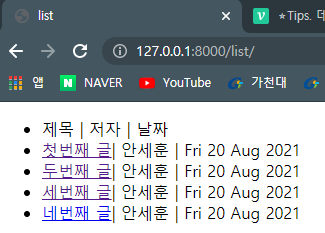 list
☆Tips. 데
127.0.0.1:8000/list/
앱 NAVER YouTube 가천대
제목 | 저자 | 날짜
첫번째 글| 안세훈 | Fri 20 Aug 2021
두번째 글| 안세훈 | Fri 20 Aug 2021
세번째 글| 안세훈 | Fri 20 Aug 2021
네번째 글| 안세훈 | Fri 20 Aug 2021